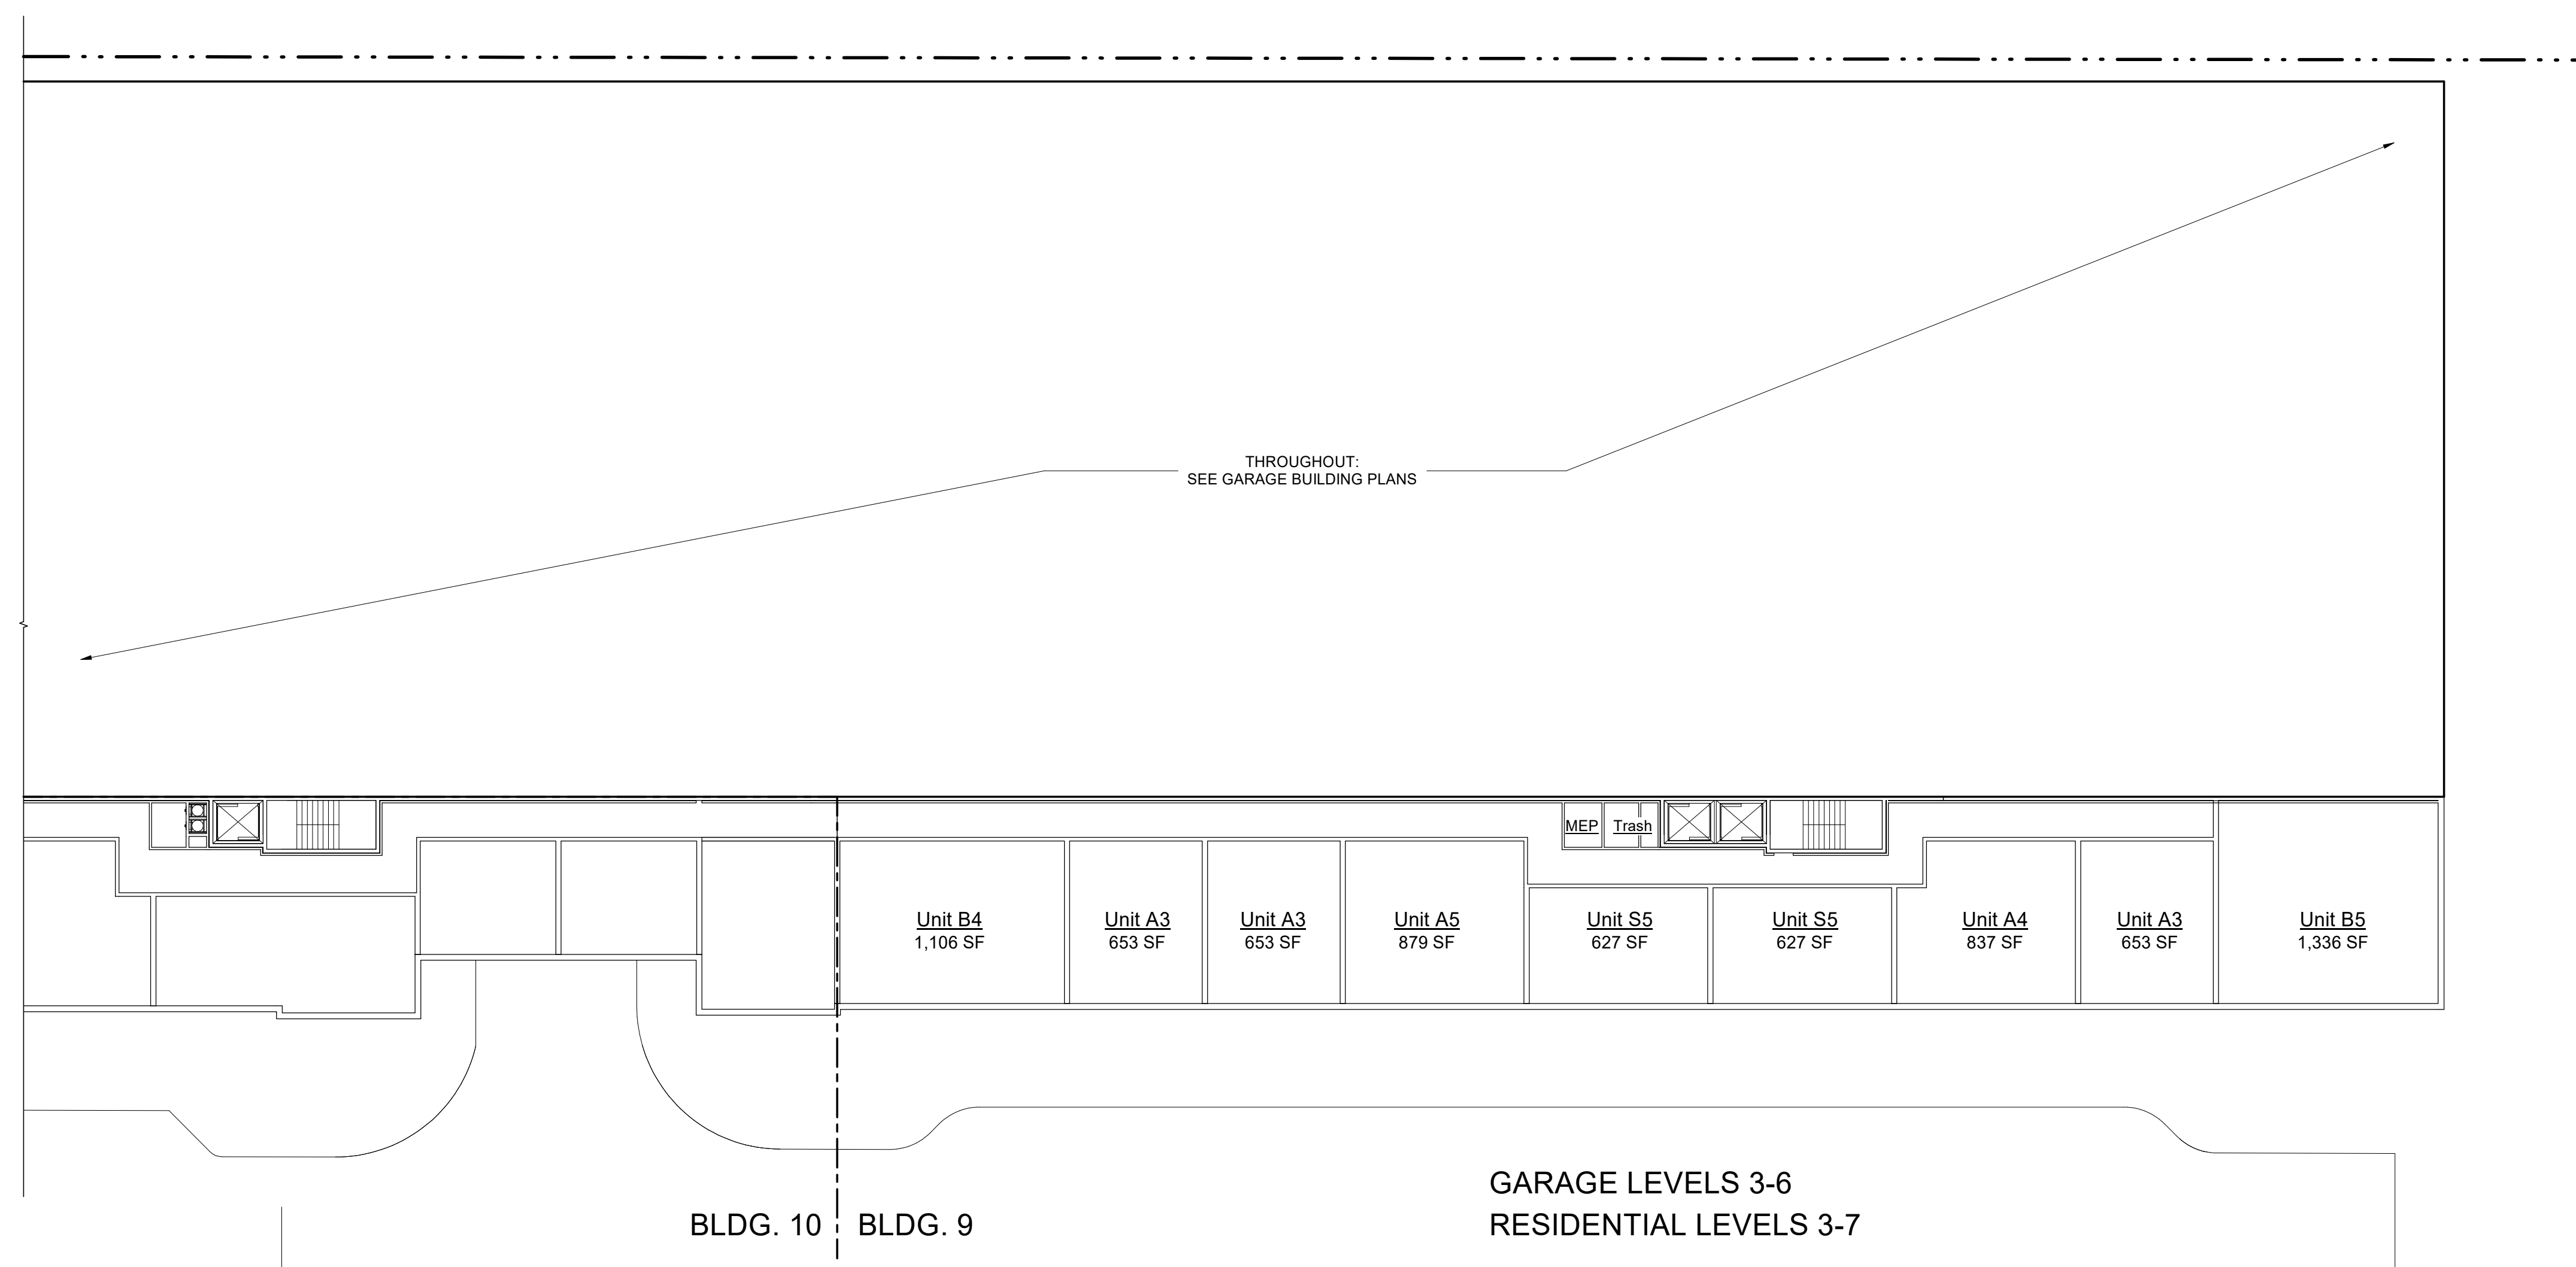 THROUGHOUT:
SEE GARAGE BUILDING PLANS
MEP
Trash
Unit B4
1,106 SF
Unit A3
653 SF
Unit A3
653 SF
Unit A5
879 SF
Unit S5
627 SF
Unit S5
627 SF
Unit A4
837 SF
Unit A3
653 SF
Unit B5
1,336 SF
GARAGE LEVELS 3-6
RESIDENTIAL LEVELS 3-7
BLDG. 10
BLDG. 9